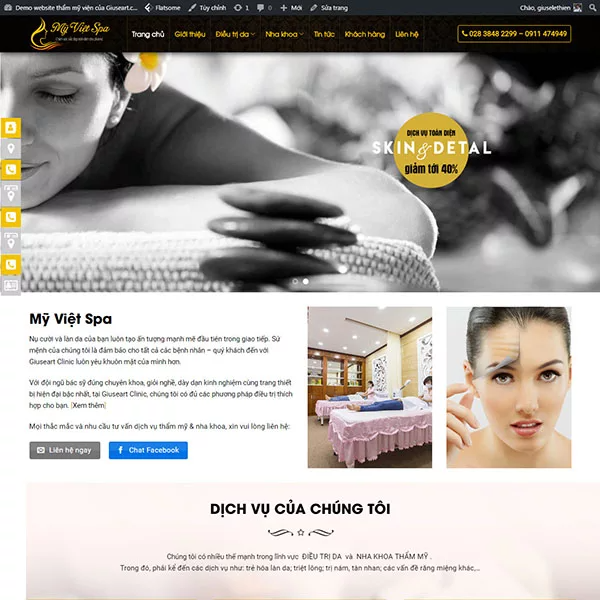 Demo website thẩm mỹ viện của Giuseart.c... Flatsome Tùy chỉnh 3 0 Mới Sửa trang Chào, giuselethien
Mỹ Việt Spa
Trang chủ Giới thiệu Điều trị da Nha khoa Tin tức Khách hàng Liên hệ 028 3848 2299 – 0911 474949
DỊCH VỤ TOÀN DIỆN
SKIN & DETAL
giảm tới 40%
Mỹ Việt Spa
Nụ cười và làn da của bạn luôn tạo ấn tượng mạnh mẽ đầu tiên trong giao tiếp. Sứ
mệnh của chúng tôi là đảm bảo cho tất cả các bệnh nhân – quý khách đến với
Giuseart Clinic luôn yêu khuôn mặt của mình hơn.
Với đội ngũ bác sỹ đúng chuyên khoa, giỏi nghề, dày dạn kinh nghiệm cùng trang thiết
bị hiện đại bậc nhất, tại Giuseart Clinic, chúng tôi có đủ các phương pháp điều trị thích
hợp cho bạn. [Xem thêm]
Mọi thắc mắc và nhu cầu tư vấn dịch vụ thẩm mỹ & nha khoa, xin vui lòng liên hệ:
Liên hệ ngay Chat Facebook
DỊCH VỤ CỦA CHÚNG TÔI
Chúng tôi có nhiều thế mạnh trong lĩnh vực ĐIỀU TRỊ DA và NHA KHOA THẨM MỸ .
Trong đó, phải kể đến các dịch vụ như: trẻ hóa làn da; triệt lông; trị nám, tàn nhan; các vấn đề răng miệng khác,...